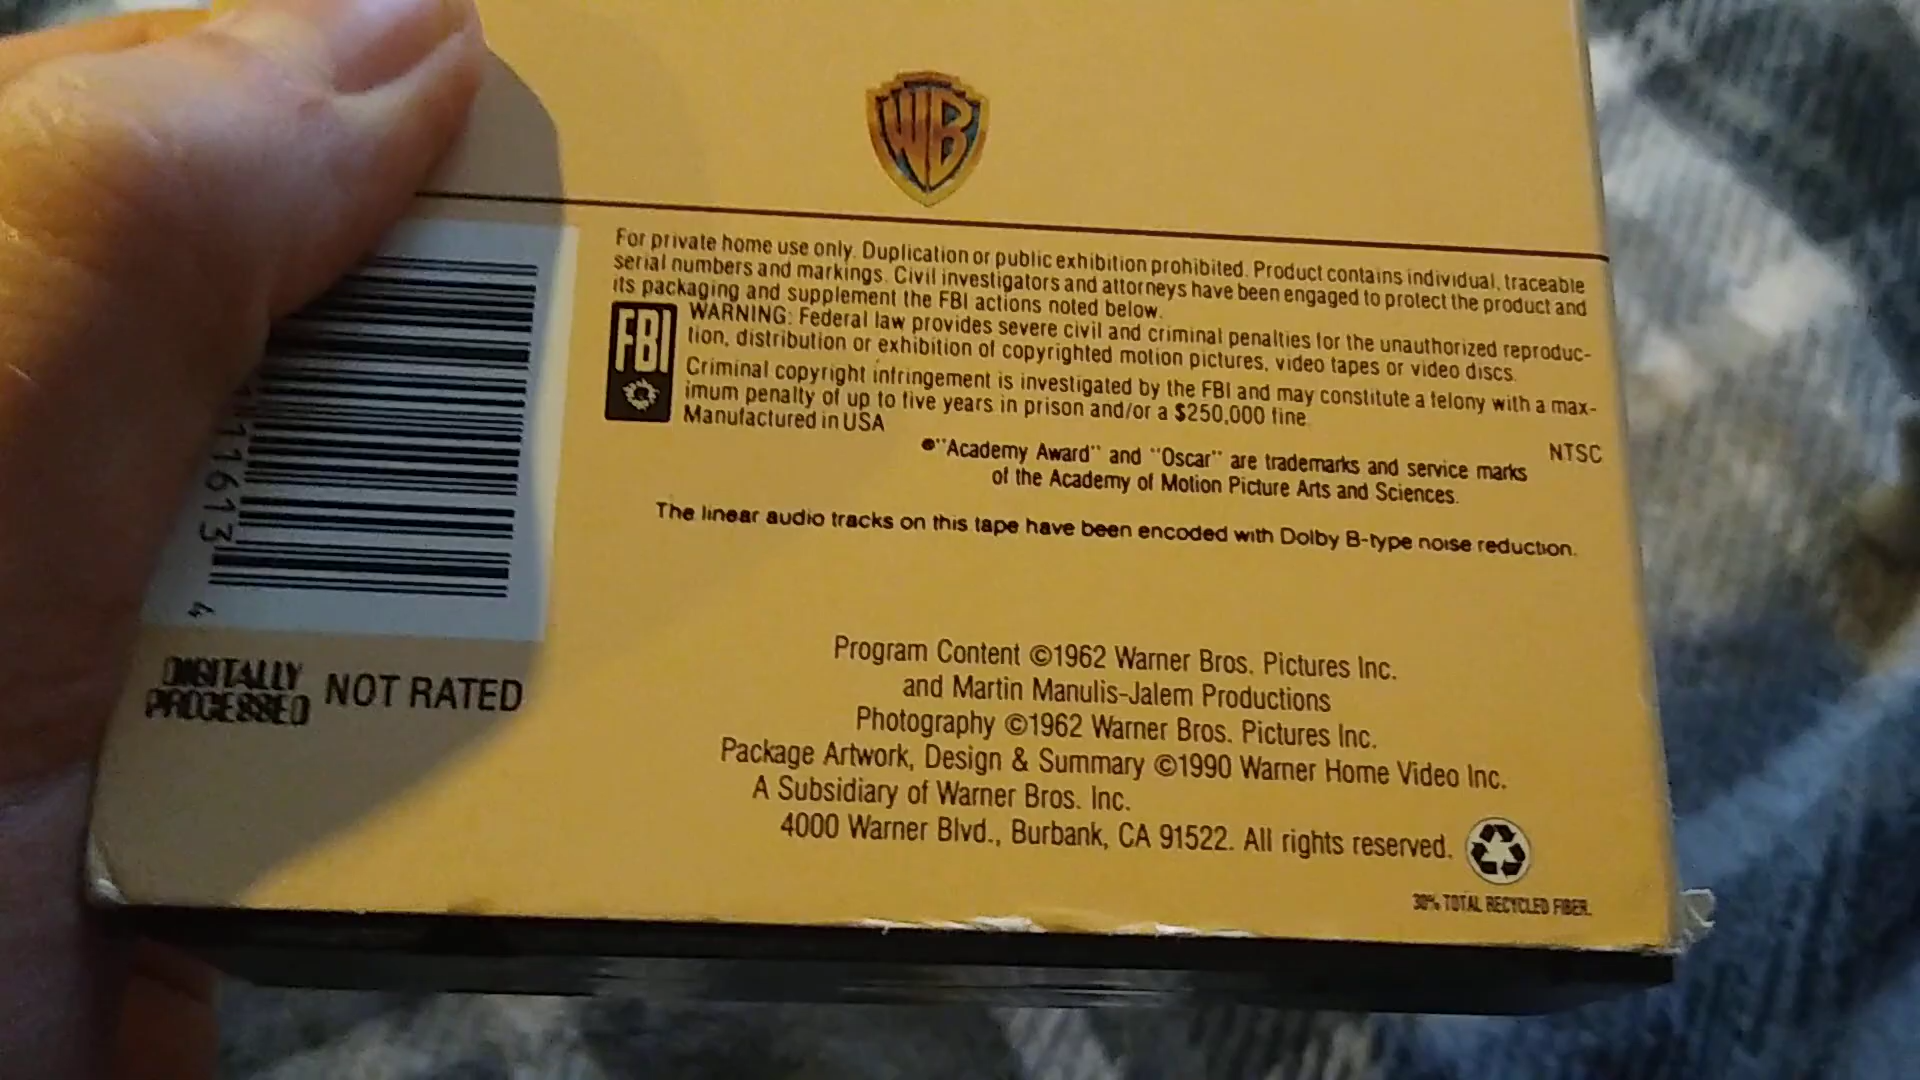 WB
For private home use only. Duplication or public exhibition prohibited. Product contains individual, traceable
serial numbers and markings. Civil investigators and attorneys have been engaged to protect the product and
its packaging and supplement the FBI actions noted below.
FBI
WARNING: Federal law provides severe civil and criminal penalties for the unauthorized reproduc-
tion, distribution or exhibition of copyrighted motion pictures, video tapes or video discs.
Criminal copyright infringement is investigated by the FBI and may constitute a felony with a max-
imum penalty of up to five years in prison and/or a $250,000 fine.
Manufactured in USA
NTSC
®"Academy Award" and "Oscar" are trademarks and service marks
of the Academy of Motion Picture Arts and Sciences.
The linear audio tracks on this tape have been encoded with Dolby B-type noise reduction.
11613
4
DIGITALLY
PROCESSED
NOT RATED
Program Content ©1962 Warner Bros. Pictures Inc.
and Martin Manulis-Jalem Productions
Photography ©1962 Warner Bros. Pictures Inc.
Package Artwork, Design & Summary ©1990 Warner Home Video Inc.
A Subsidiary of Warner Bros. Inc.
4000 Warner Blvd., Burbank, CA 91522. All rights reserved.
30% TOTAL RECYCLED FIBER.